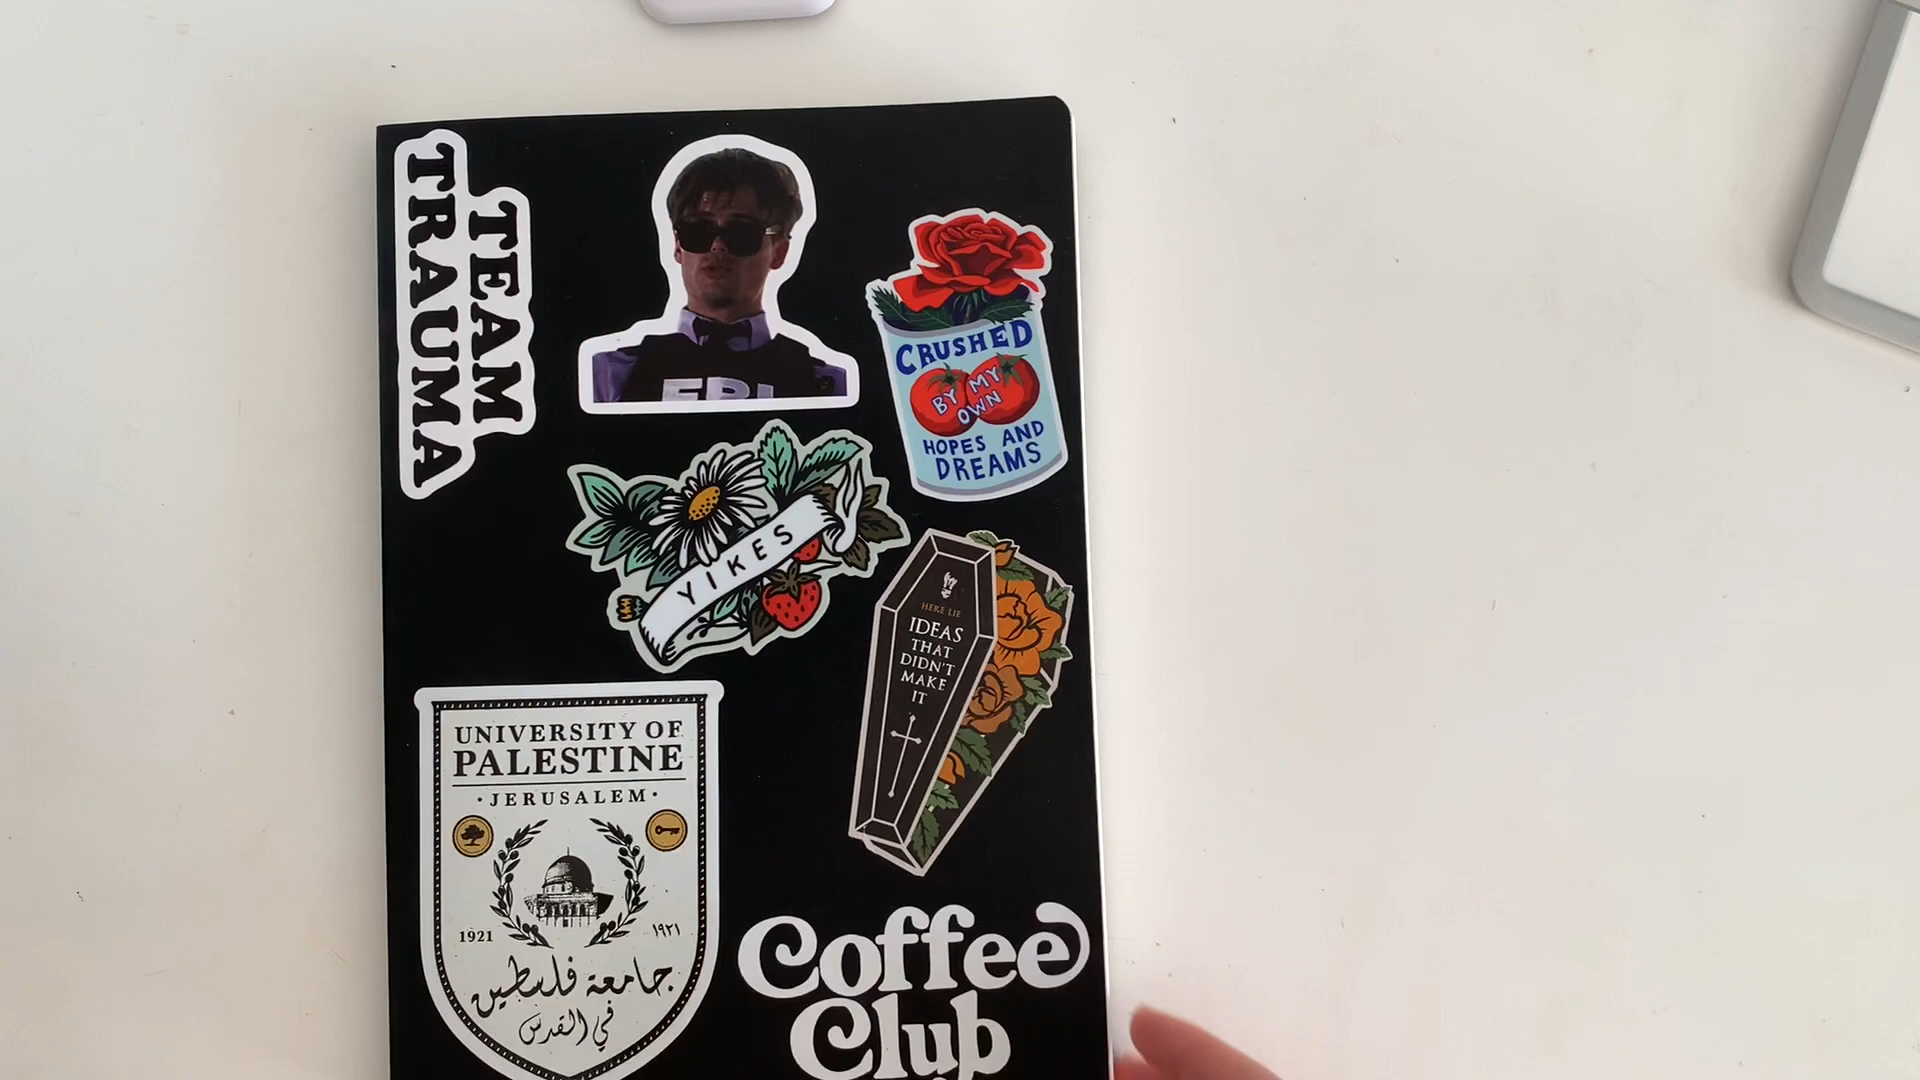 TEAM
TRAUMA
FBI
CRUSHED
BY MY
OWN
HOPES AND
DREAMS
YIKES
HERE LIE
IDEAS
THAT
DIDN'T
MAKE
IT
UNIVERSITY OF
PALESTINE
·JERUSALEM·
1921 ١٩٢١
جامعة فلسطين
في القدس
Coffee
Club